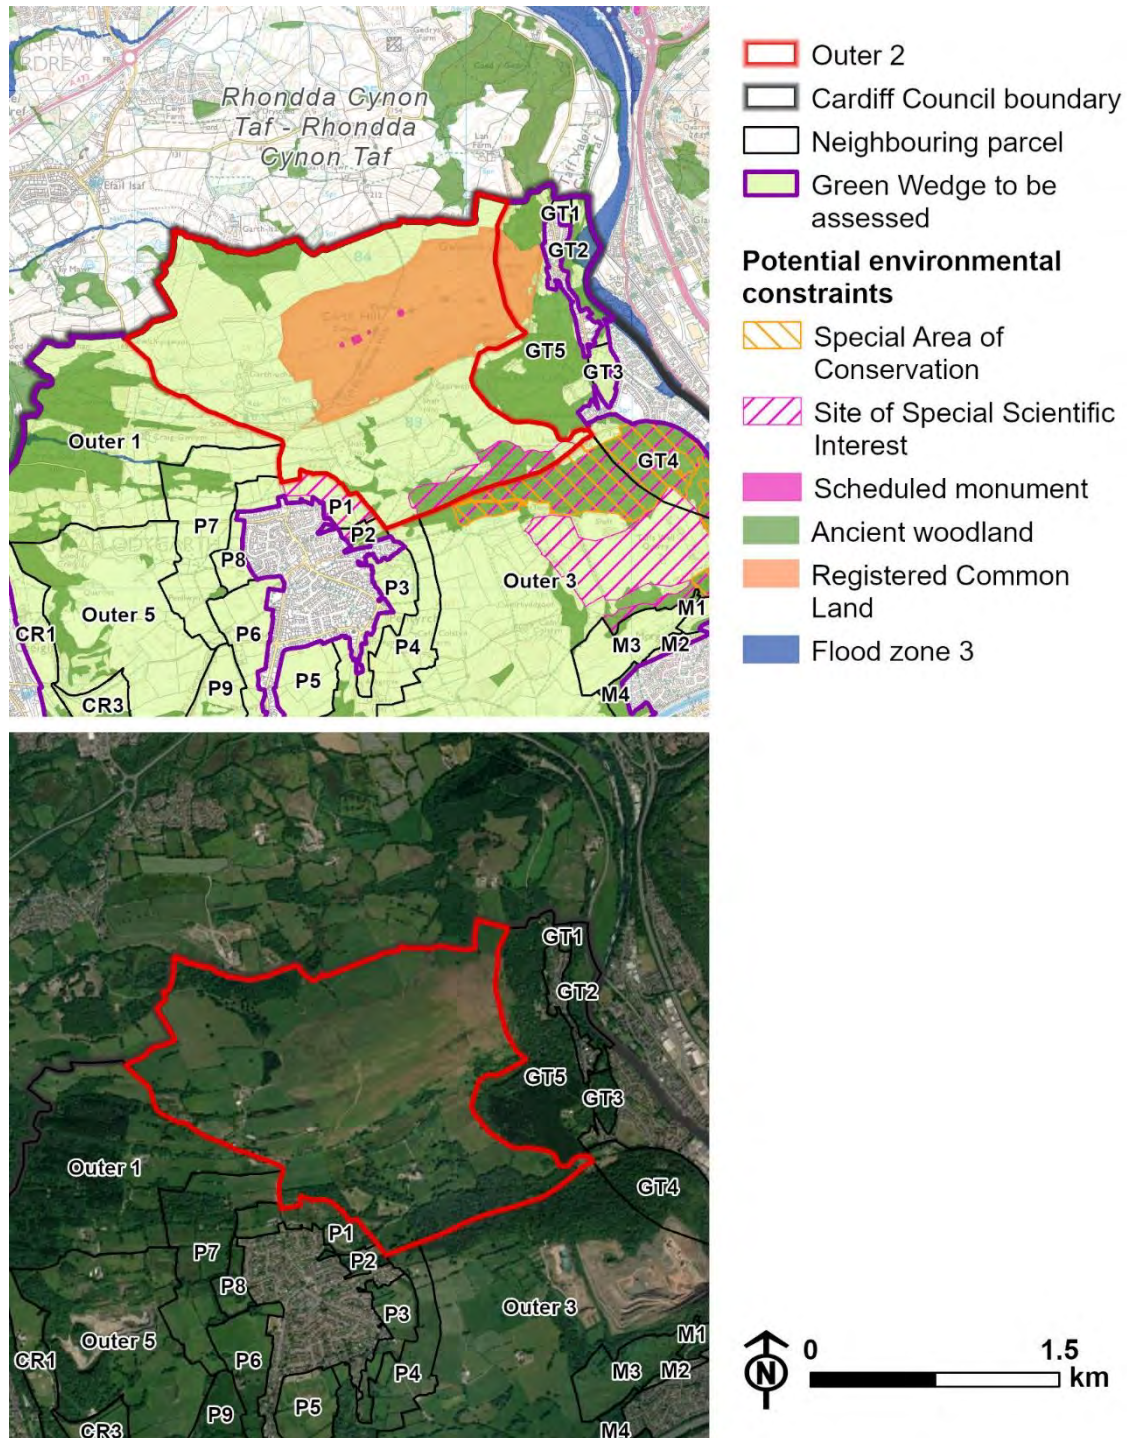 Rhondda Cynon
Taf - Rhondda
Cynon Taf
Efail Isaf
GT1
GT2
GT5
GT3
Outer 1
GT4
P1
P7
P2
P8
Outer 3
P3
Outer 5
M1
CR1
P6
P4
M3
M2
P9
P5
M4
CR3
Outer 2
Cardiff Council boundary
Neighbouring parcel
Green Wedge to be
assessed
Potential environmental
constraints
Special Area of
Conservation
Site of Special Scientific
Interest
Scheduled monument
Ancient woodland
Registered Common
Land
Flood zone 3
GT1
GT2
GT5
GT3
Outer 1
GT4
P1
P7
P2
P8
Outer 3
P3
M1
Outer 5
CR1
P6
P4
M3
M2
P9
P5
CR3
M4
N
0
1.5
km